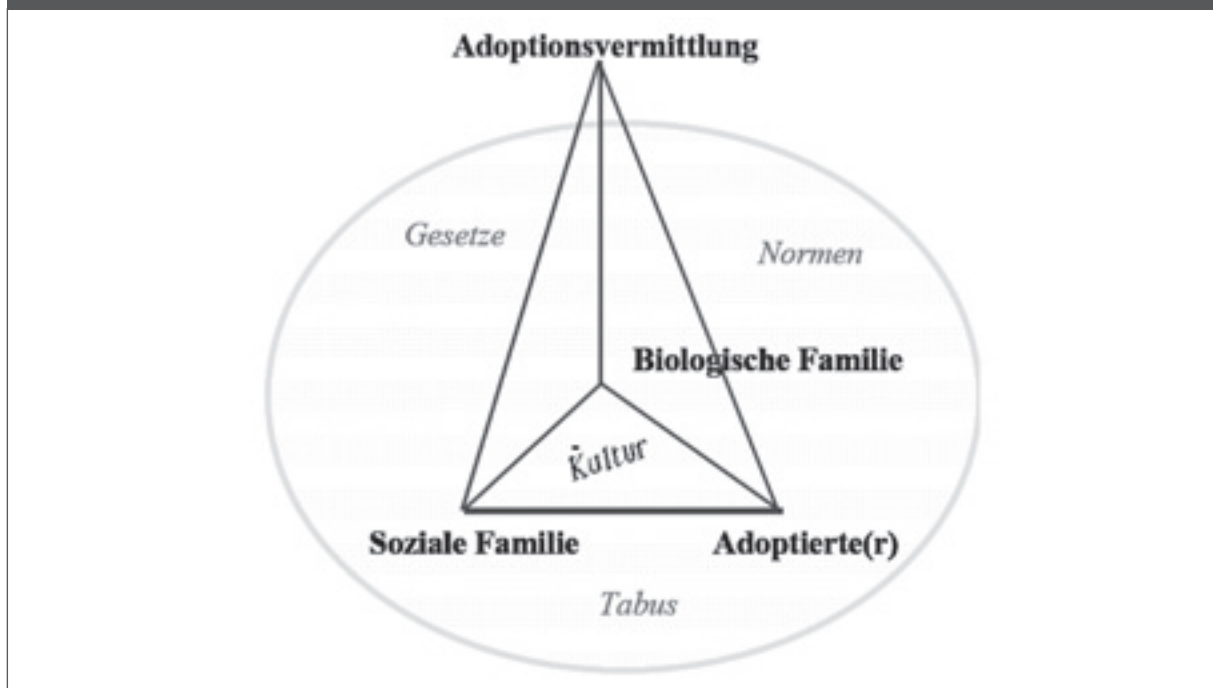 Adoptionsvermittlung
Gesetze
Normen
Biologische Familie
Kultur
Soziale Familie
Adoptierte(r)
Tabus